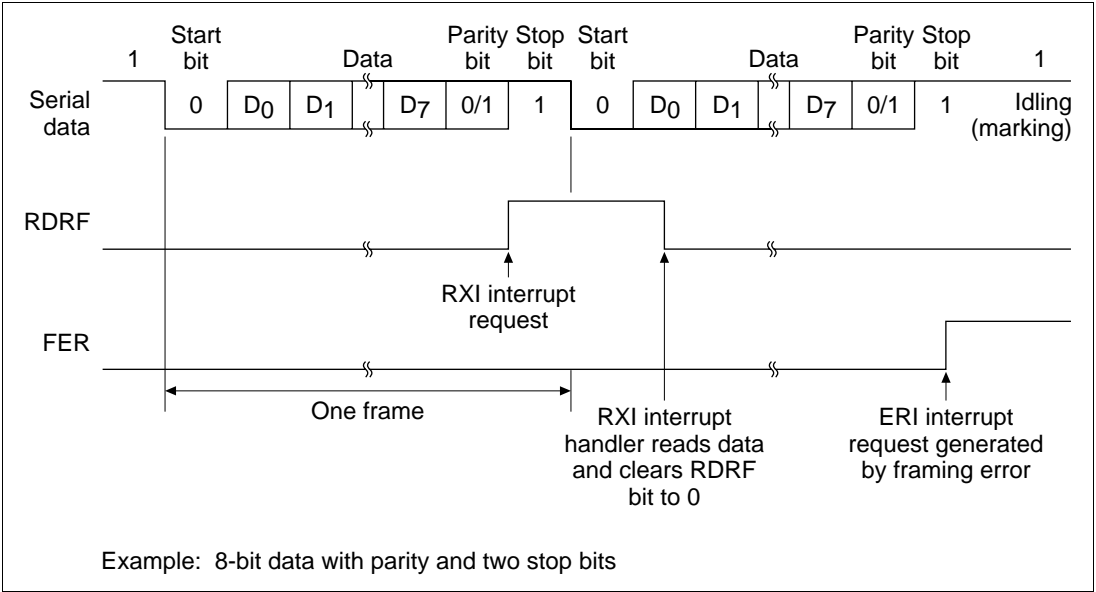 Start Parity Stop Start Parity Stop
1 bit Data bit bit bit Data bit bit 1
Serial data 0 D0 D1 D7 0/1 1 0 D0 D1 D7 0/1 1 Idling (marking)
RDRF
RXI interrupt
request
FER
One frame
RXI interrupt
handler reads data
and clears RDRF
bit to 0
ERI interrupt
request generated
by framing error
Example: 8-bit data with parity and two stop bits